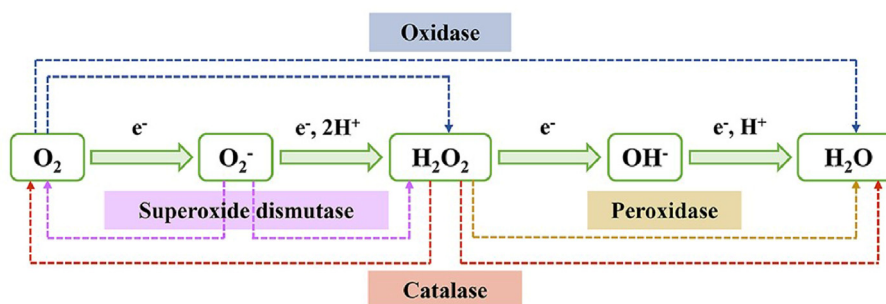 Oxidase
e⁻ e⁻, 2H⁺ e⁻ e⁻, H⁺
O₂ O₂⁻ H₂O₂ OH⁻ H₂O
Superoxide dismutase Peroxidase
Catalase